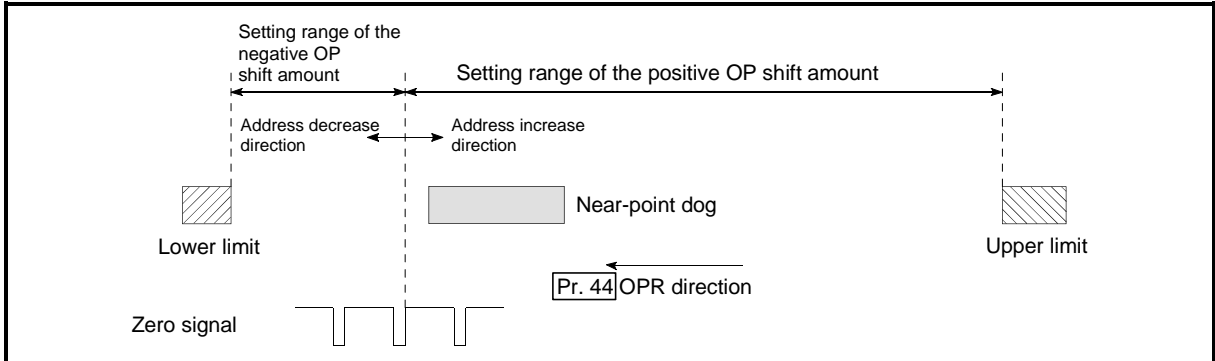 Setting range of the
negative OP
shift amount
Setting range of the positive OP shift amount
Address decrease
direction
Address increase
direction
Near-point dog
Lower limit
Upper limit
Pr. 44 OPR direction
Zero signal